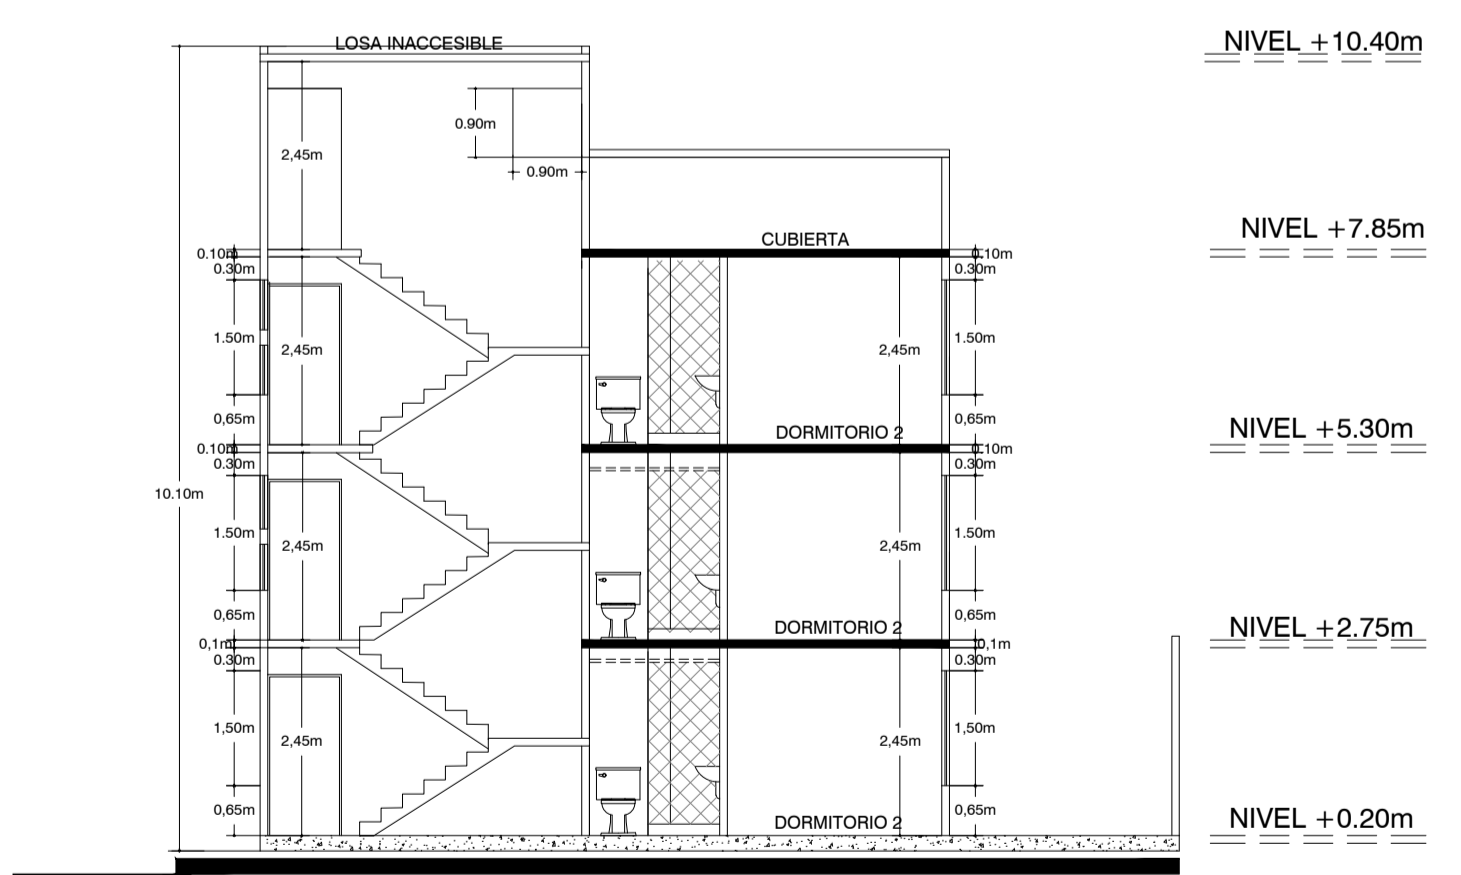 LOSA INACCESIBLE
NIVEL +10.40m
0.90m
2,45m
0.90m
NIVEL +7.85m
CUBIERTA
0.10m
0.10m
0.30m
0.30m
1.50m
2,45m
2,45m
1.50m
0,65m
0,65m
DORMITORIO 2
NIVEL +5.30m
0.10m
0.10m
0.30m
0.30m
10.10m
1.50m
2,45m
2,45m
1.50m
0,65m
0,65m
DORMITORIO 2
NIVEL +2.75m
0,1m
0,1m
0.30m
0.30m
1,50m
2,45m
2,45m
1,50m
0,65m
0,65m
DORMITORIO 2
NIVEL +0.20m